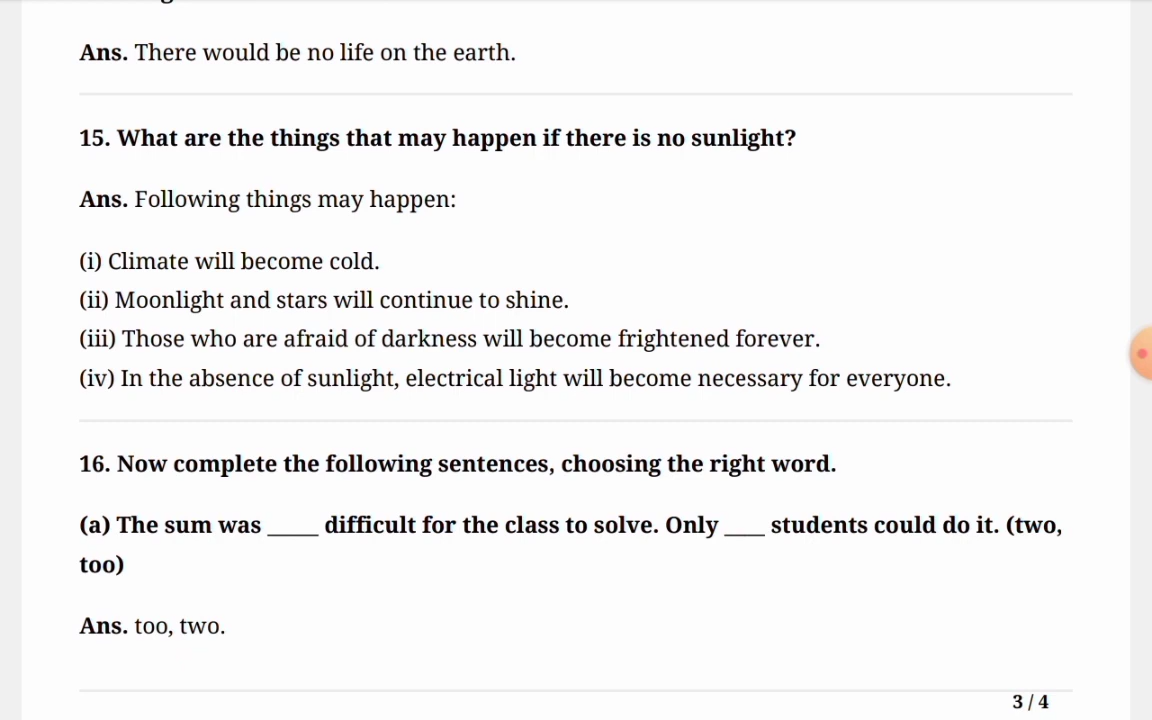 Ans. There would be no life on the earth.
15. What are the things that may happen if there is no sunlight?
Ans. Following things may happen:
(i) Climate will become cold.
(ii) Moonlight and stars will continue to shine.
(iii) Those who are afraid of darkness will become frightened forever.
(iv) In the absence of sunlight, electrical light will become necessary for everyone.
16. Now complete the following sentences, choosing the right word.
(a) The sum was _____ difficult for the class to solve. Only ____ students could do it. (two,
too)
Ans. too, two.
3 / 4